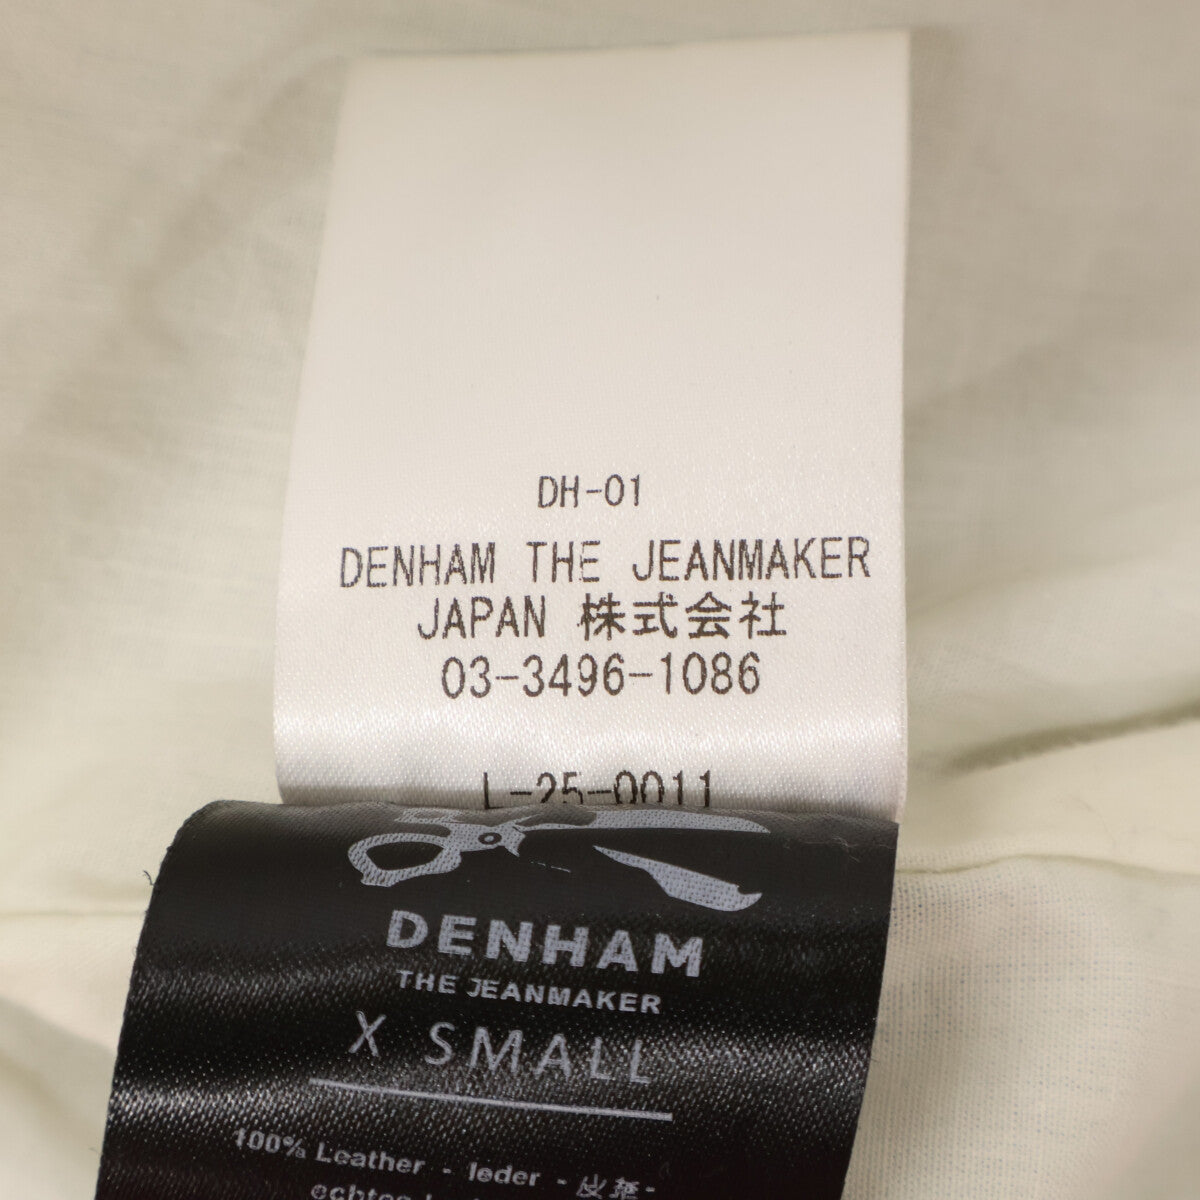 DH-01
DENHAM THE JEANMAKER
JAPAN 株式会社
03-3496-1086
L-25-0011
DENHAM
THE JEANMAKER
X SMALL
100% Leather - leder - 皮革-
echtes